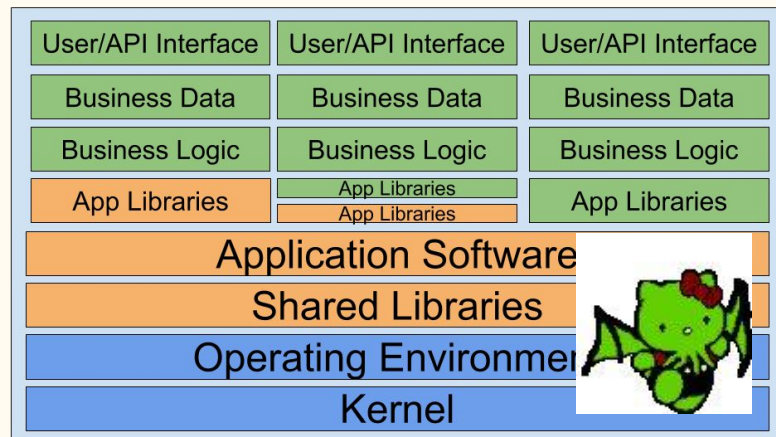 User/API Interface
User/API Interface
User/API Interface
Business Data
Business Data
Business Data
Business Logic
Business Logic
Business Logic
App Libraries
App Libraries
App Libraries
App Libraries
Application Software
Shared Libraries
Operating Environme
Kernel